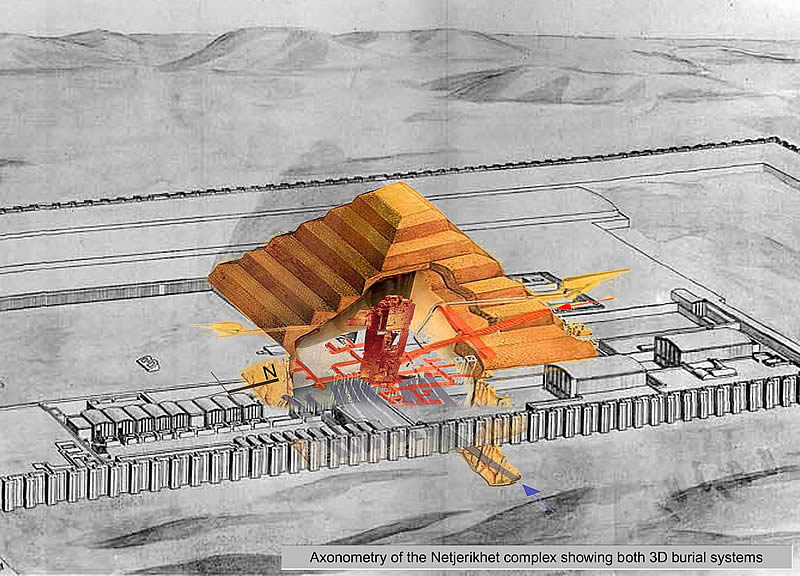 N
Axonometry of the Netjerikhet complex showing both 3D burial systems